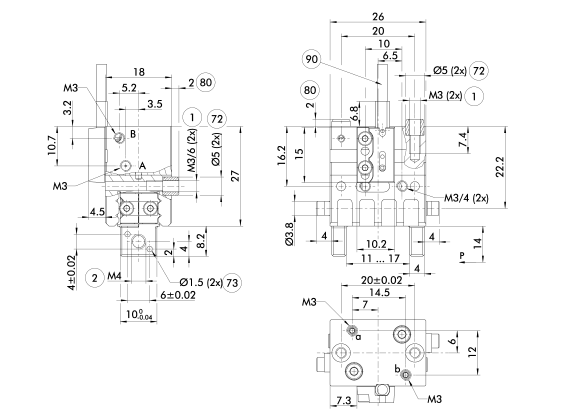 18
2
80
5.2
M3
3.2
3.5
1
72
B
A
10.7
M3
M3/6 (2x)
Ø5 (2x)
27
4.5
8.2
4
2
4±0.02
2
M4
Ø1.5 (2x)
73
6±0.02
10 0 -0.04
26
20
10
6.5
90
Ø5 (2x)
72
80
M3 (2x)
1
2
6.8
16.2
15
7.4
22.2
M3/4 (2x)
Ø3.8
4
10.2
4
14
P
11 ... 17
4
20±0.02
14.5
7
M3
a
6
12
b
M3
7.3